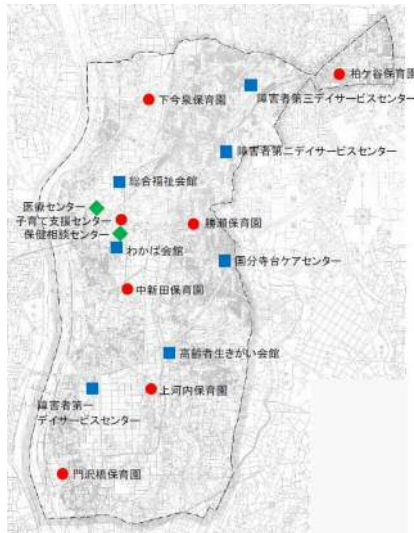 柏ケ谷保育園
下今泉保育園
障害者第三デイサービスセンター
障害者第二デイサービスセンター
総合福祉会館
医療センター
子育て支援センター
勝瀬保育園
保健相談センター
わかば会館
国分寺台ケアセンター
中新田保育園
高齢者生きがい会館
上河内保育園
障害者第一
デイサービスセンター
門沢橋保育園